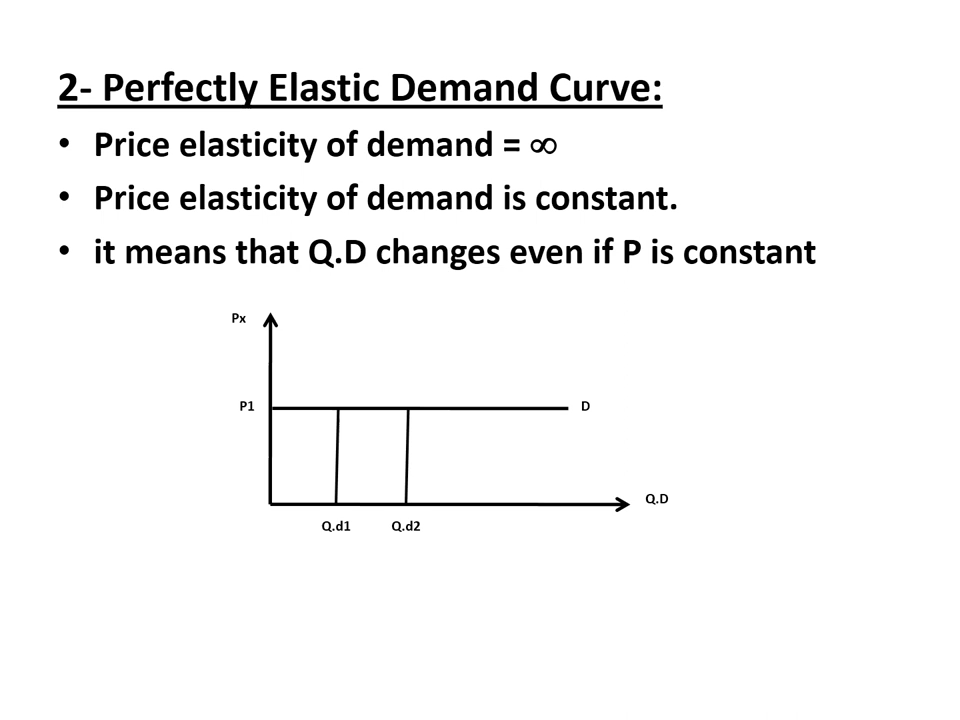 2- Perfectly Elastic Demand Curve:
• Price elasticity of demand = ∞
• Price elasticity of demand is constant.
• it means that Q.D changes even if P is constant
Px
P1
D
Q.D
Q.d1
Q.d2